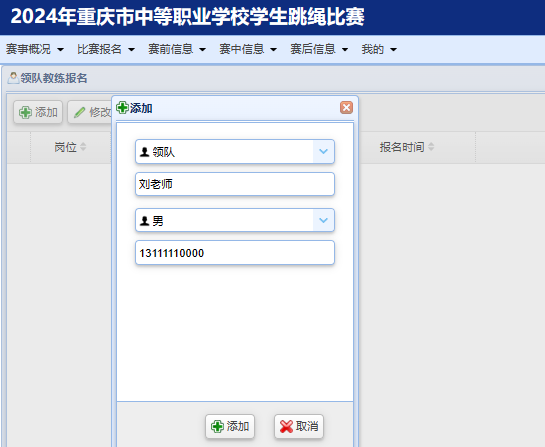 2024年重庆市中等职业学校学生跳绳比赛
赛事概况 比赛报名 赛前信息 赛中信息 赛后信息 我的
领队教练报名
添加 修改
添加
岗位 报名时间
领队
刘老师
男
13111110000
添加 取消